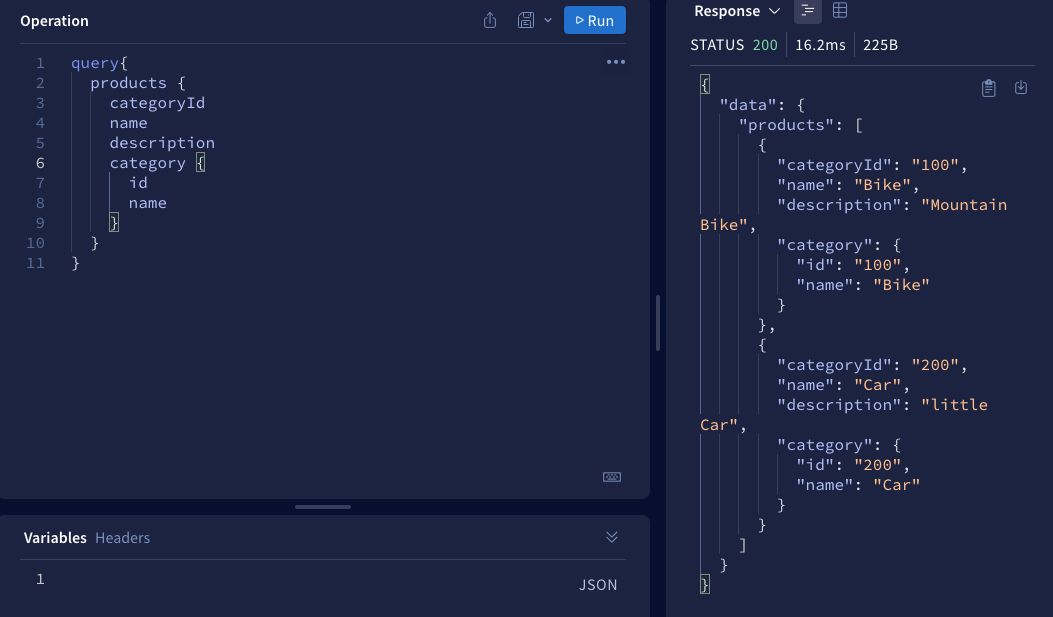 Operation
Run
1 query{
2 products {
3 categoryId
4 name
5 description
6 category {
7 id
8 name
9 }
10 }
11 }
Variables Headers
1
JSON
Response
STATUS 200 16.2ms 225B
{
"data": {
"products": [
{
"categoryId": "100",
"name": "Bike",
"description": "Mountain
Bike",
"category": {
"id": "100",
"name": "Bike"
}
},
{
"categoryId": "200",
"name": "Car",
"description": "little
Car",
"category": {
"id": "200",
"name": "Car"
}
}
]
}
}